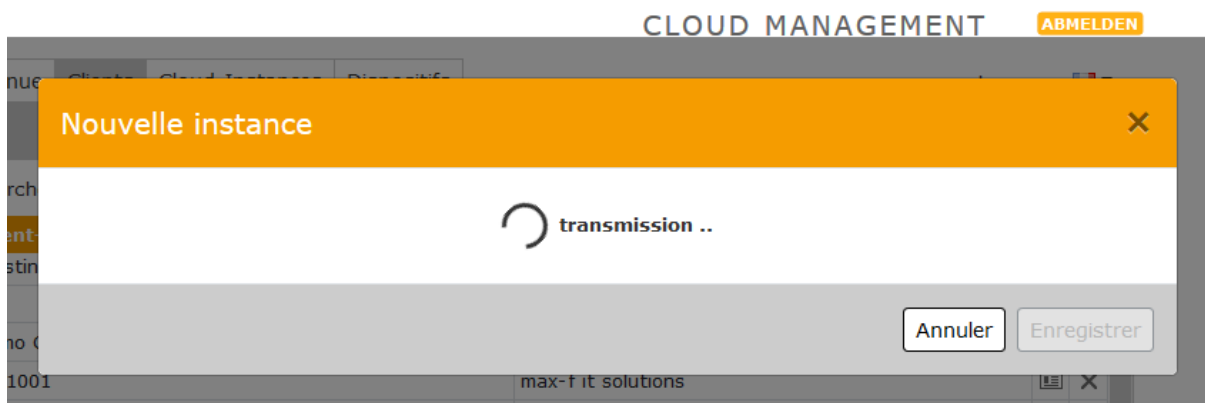 CLOUD MANAGEMENT ABMELDEN
Clients Cloud-Instances Dispositifs
Nouvelle instance
transmission ..
Annuler Enregistrer
1001 max-f it solutions